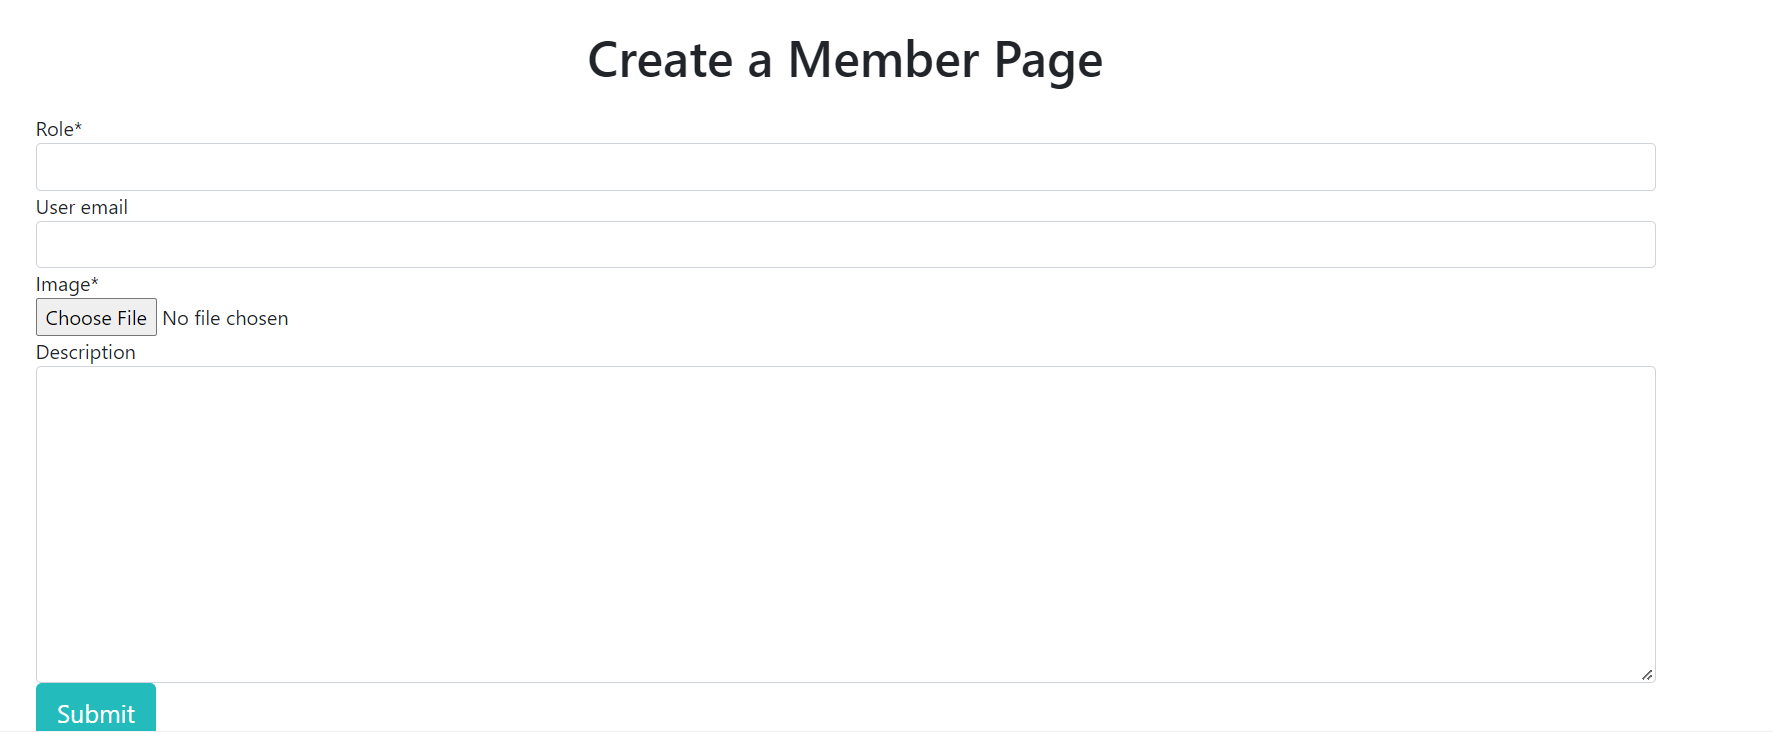 Create a Member Page
Role*
User email
Image*
Choose File No file chosen
Description
Submit